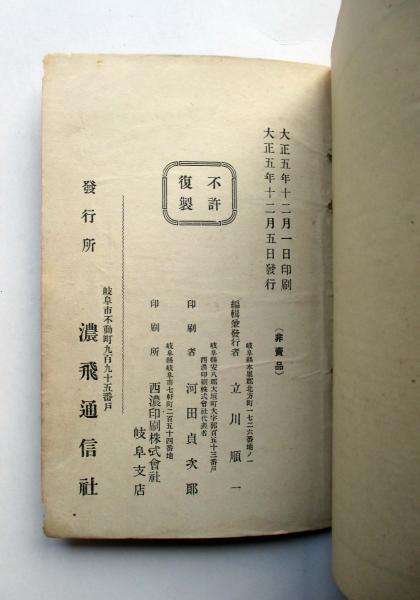 大正五年十二月一日印刷
大正五年十二月五日發行
(非賣品)
不許
復製
岐阜縣本巣郡北方町一七二六番地ノ一
編輯兼發行者 立川順一
岐阜縣安八郡大垣町大字郭百五十三番戶
西濃印刷株式會社代表者
印刷者 河田貞次郎
岐阜縣岐阜市七軒町二百五十四番地
印刷所 西濃印刷株式會社
岐阜支店
岐阜市不動町九百九十五番戶
發行所 濃飛通信社